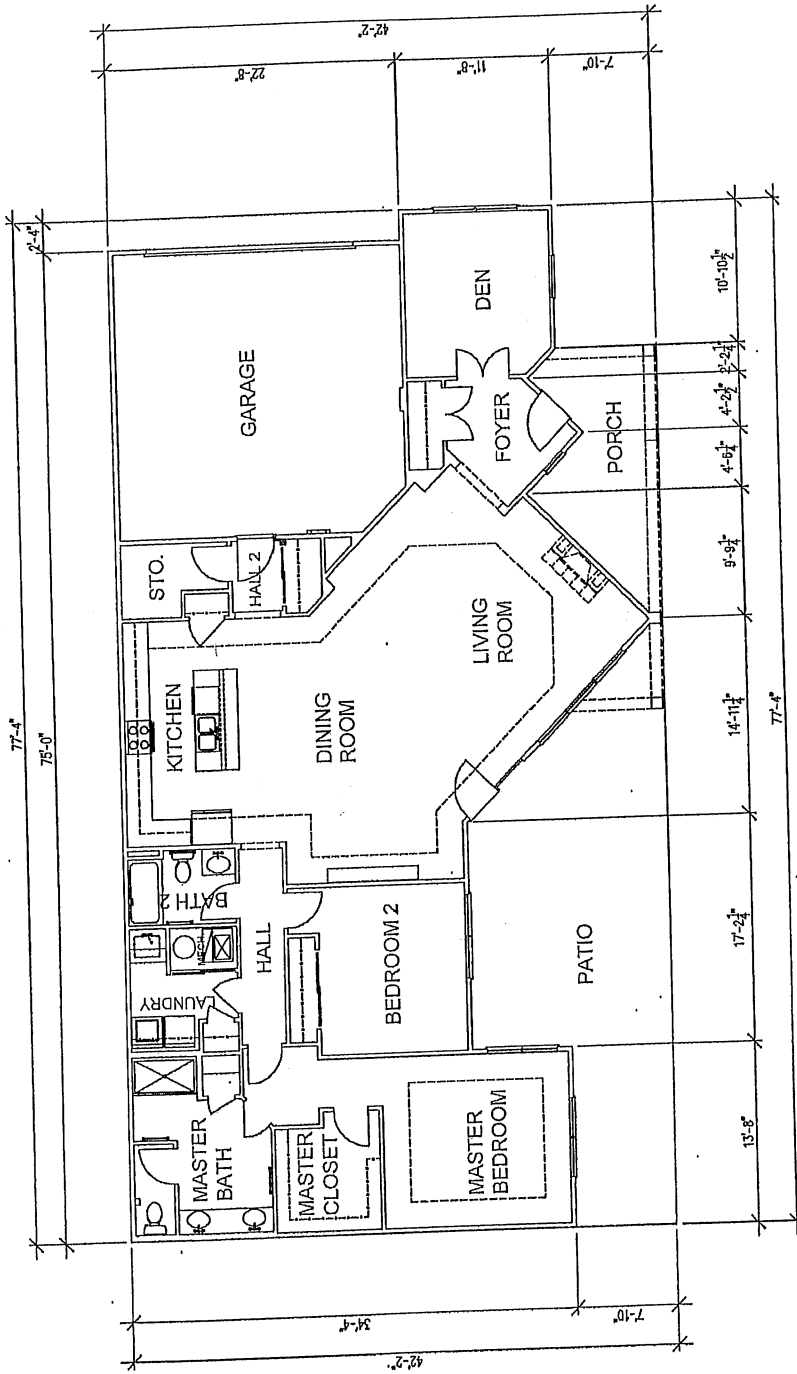 77'-4"
75'-0"
2'-4"
42'-2"
22'-8"
11'-8"
7'-10"
GARAGE
DEN
FOYER
PORCH
STO.
HALL 2
KITCHEN
DINING
ROOM
LIVING
ROOM
BATH 2
MECH.
LAUNDRY
HALL
BEDROOM 2
PATIO
MASTER
BATH
MASTER
CLOSET
MASTER
BEDROOM
13'-8"
17'-2¼"
14'-11¼"
9'-9¼"
4'-6¼"
4'-2½"
2'-2¼"
10'-10½"
77'-4"
34'-4"
7'-10"
42'-2"